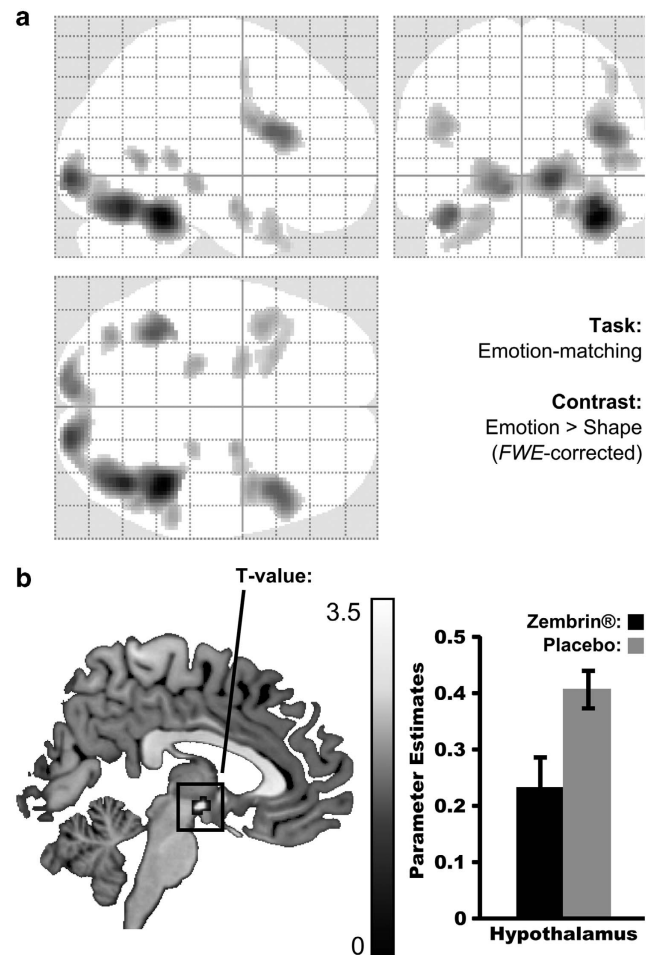 a
Task:
Emotion-matching
Contrast:
Emotion > Shape
(FWE-corrected)
b
T-value:
3.5
0
Zembrin®:
Placebo:
Parameter Estimates
0.5
0.4
0.3
0.2
0.1
0
Hypothalamus